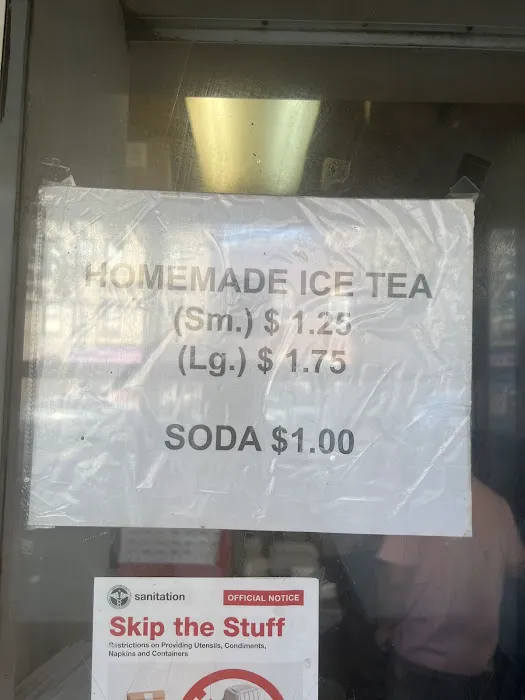 HOMEMADE ICE TEA
(Sm.) $ 1.25
(Lg.) $ 1.75
SODA $1.00
sanitation
OFFICIAL NOTICE
Skip the Stuff
Restrictions on Providing Utensils, Condiments,
Napkins and Containers